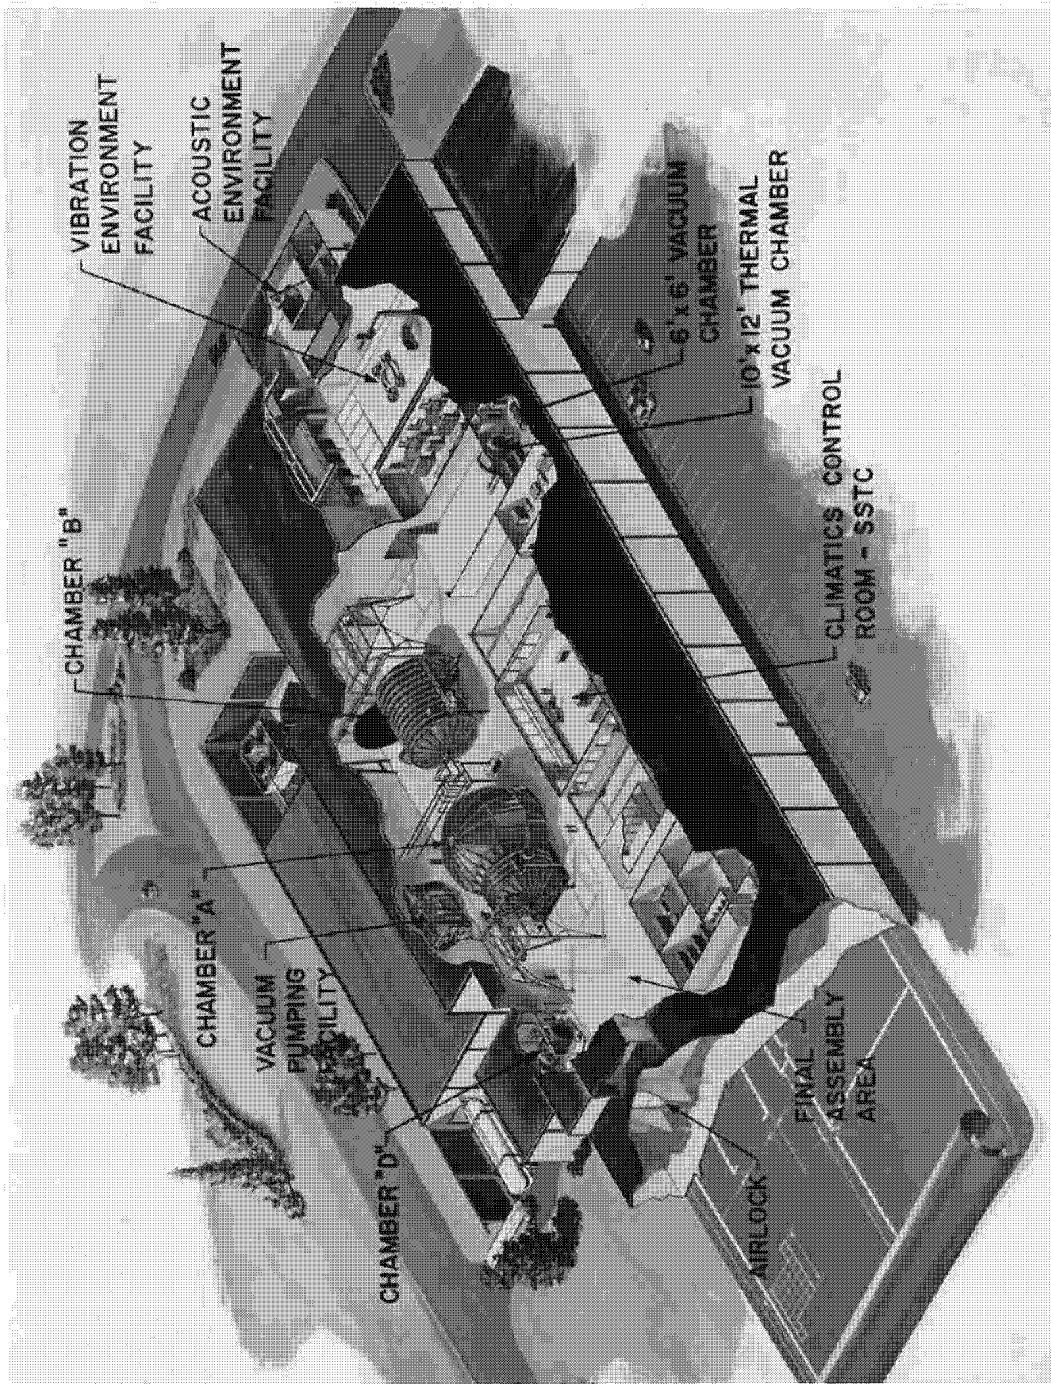 VIBRATION
ENVIRONMENT
FACILITY
ACOUSTIC
ENVIRONMENT
FACILITY
CHAMBER "B"
6'x 6' VACUUM
CHAMBER
10'x 12' THERMAL
VACUUM CHAMBER
CHAMBER "A"
CLIMATICS CONTROL
ROOM - SSTC
VACUUM
PUMPING
FACILITY
CHAMBER "D"
FINAL
ASSEMBLY
AREA
AIRLOCK